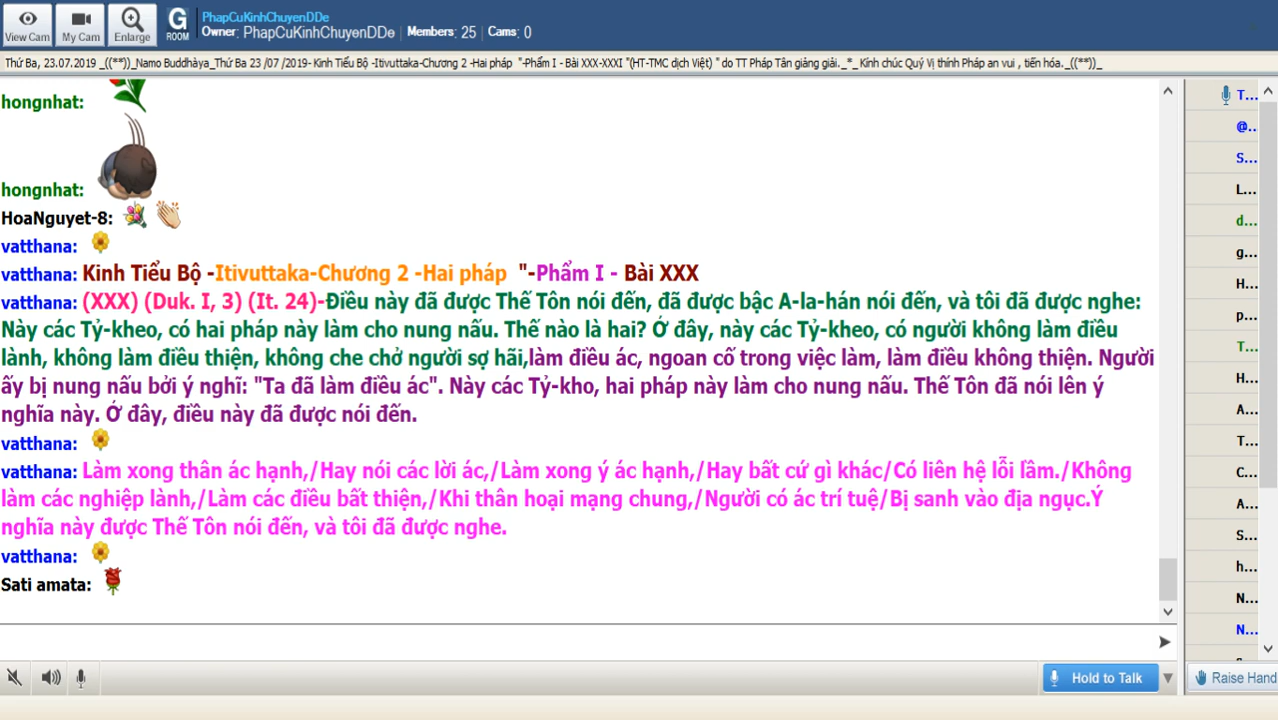 View Cam
My Cam
Enlarge
G
ROOM
PhapCuKinhChuyenDDe
Owner: PhapCuKinhChuyenDDe Members: 25 Cams: 0
Thứ Ba, 23.07.2019 _((**))_Namo Buddhàya_Thứ Ba 23 /07 /2019- Kinh Tiểu Bộ -Itivuttaka-Chương 2 -Hai pháp "-Phẩm I - Bài XXX-XXXI "(HT-TMC dịch Việt) " do TT Pháp Tân giảng giải._*_ Kính chúc Quý Vị thính Pháp an vui , tiến hóa._((**))_
hongnhat:
hongnhat:
HoaNguyet-8:
vatthana:
vatthana: Kinh Tiểu Bộ -Itivuttaka-Chương 2 -Hai pháp "-Phẩm I - Bài XXX
vatthana: (XXX) (Duk. I, 3) (It. 24)-Điều này đã được Thế Tôn nói đến, đã được bậc A-la-hán nói đến, và tôi đã được nghe:
Này các Tỷ-kheo, có hai pháp này làm cho nung nấu. Thế nào là hai? Ở đây, này các Tỷ-kheo, có người không làm điều
lành, không làm điều thiện, không che chở người sợ hãi,làm điều ác, ngoan cố trong việc làm, làm điều không thiện. Người
ấy bị nung nấu bởi ý nghĩ: "Ta đã làm điều ác". Này các Tỷ-kho, hai pháp này làm cho nung nấu. Thế Tôn đã nói lên ý
nghĩa này. Ở đây, điều này đã được nói đến.
vatthana:
vatthana: Làm xong thân ác hạnh,/Hay nói các lời ác,/Làm xong ý ác hạnh,/Hay bất cứ gì khác/Có liên hệ lỗi lầm./Không
làm các nghiệp lành,/Làm các điều bất thiện,/Khi thân hoại mạng chung,/Người có ác trí tuệ/Bị sanh vào địa ngục.Ý
nghĩa này được Thế Tôn nói đến, và tôi đã được nghe.
vatthana:
Sati amata:
T...
@..
S...
L...
d...
g...
H...
p...
T...
H...
A...
T...
C...
A...
S...
h...
N...
N...
Hold to Talk
Raise Hand